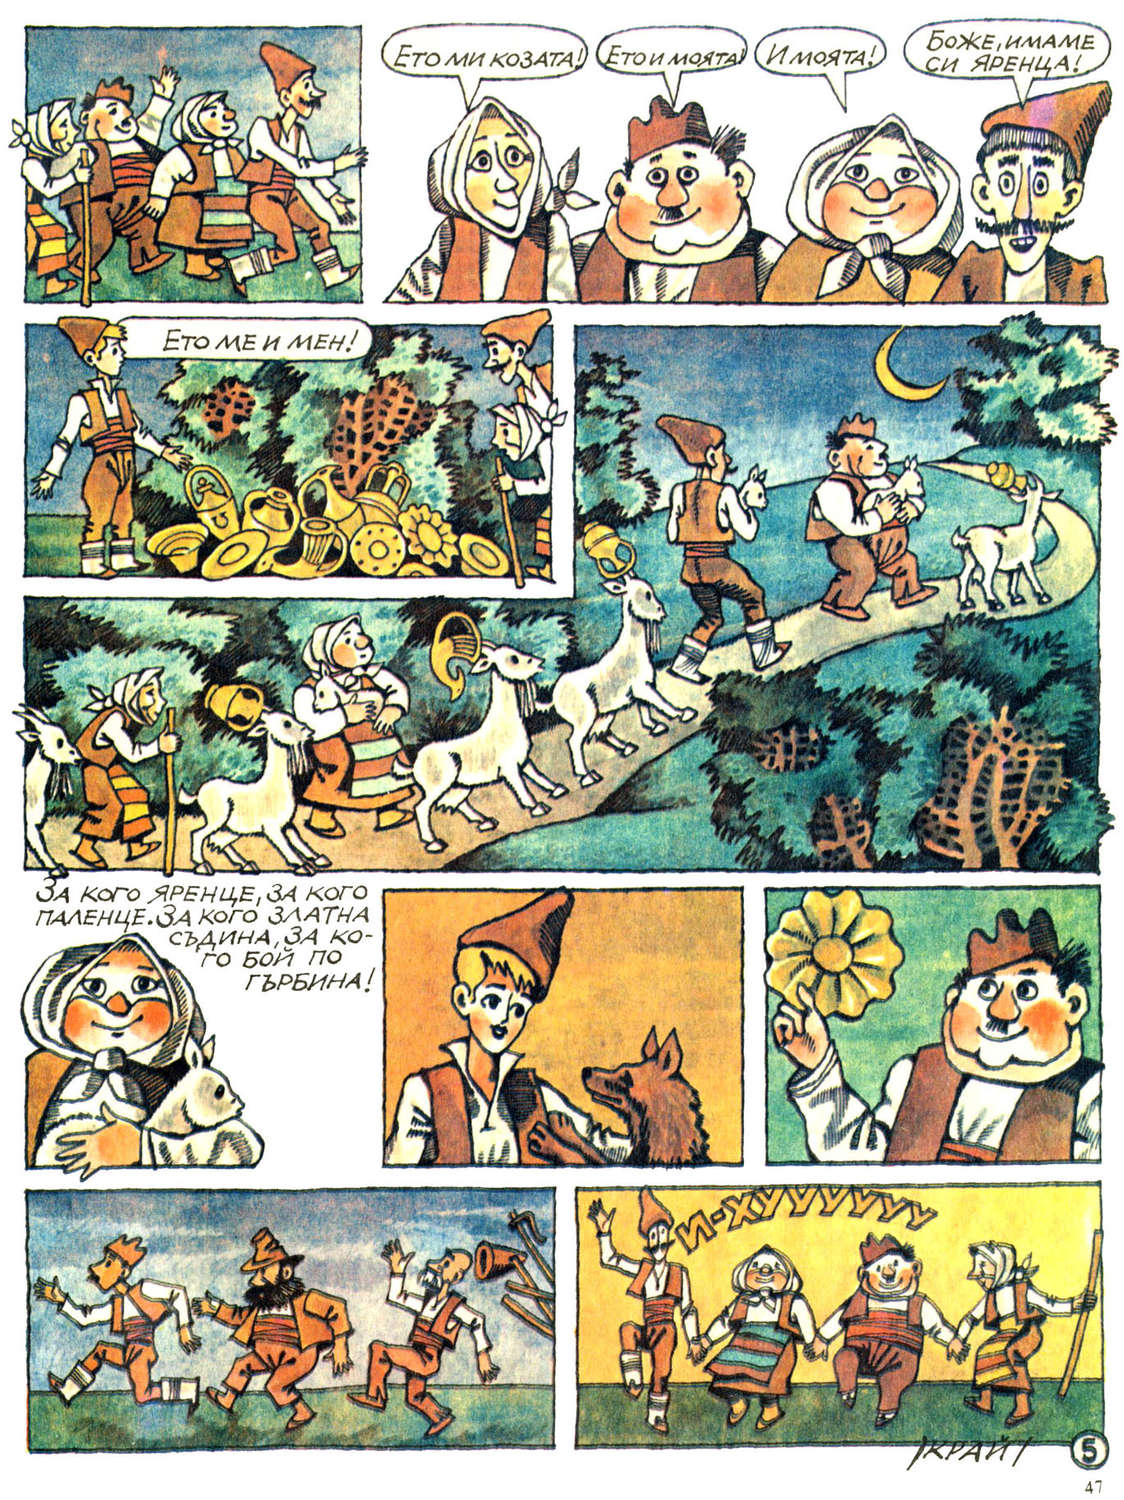 ЕТО МИ КОЗАТА!
ЕТО И МОЯТА!
И МОЯТА!
БОЖЕ, ИМАМЕ
СИ ЯРЕНЦА!
ЕТО МЕ И МЕН!
ЗА КОГО ЯРЕНЦЕ, ЗА КОГО
ПАЛЕНЦЕ. ЗА КОГО ЗЛАТНА
СЪДИНА, ЗА КО-
ГО БОЙ ПО
ГЪРБИНА!
И-ХУУУУУУУ
/КРАЙ/
5
47